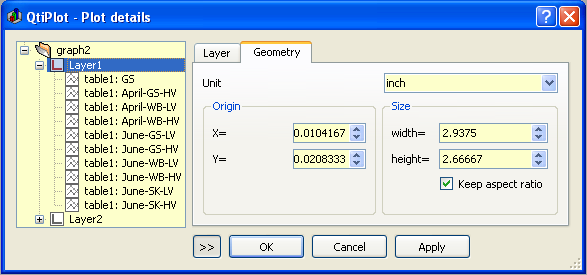 QtiPlot - Plot details
graph2
Layer1
table1: GS
table1: April-GS-HV
table1: April-WB-LV
table1: April-WB-HV
table1: June-GS-LV
table1: June-GS-HV
table1: June-WB-LV
table1: June-WB-HV
table1: June-SK-LV
table1: June-SK-HV
Layer2
Layer Geometry
Unit inch
Origin
X= 0.0104167
Y= 0.0208333
Size
width= 2.9375
height= 2.66667
Keep aspect ratio
>> OK Cancel Apply